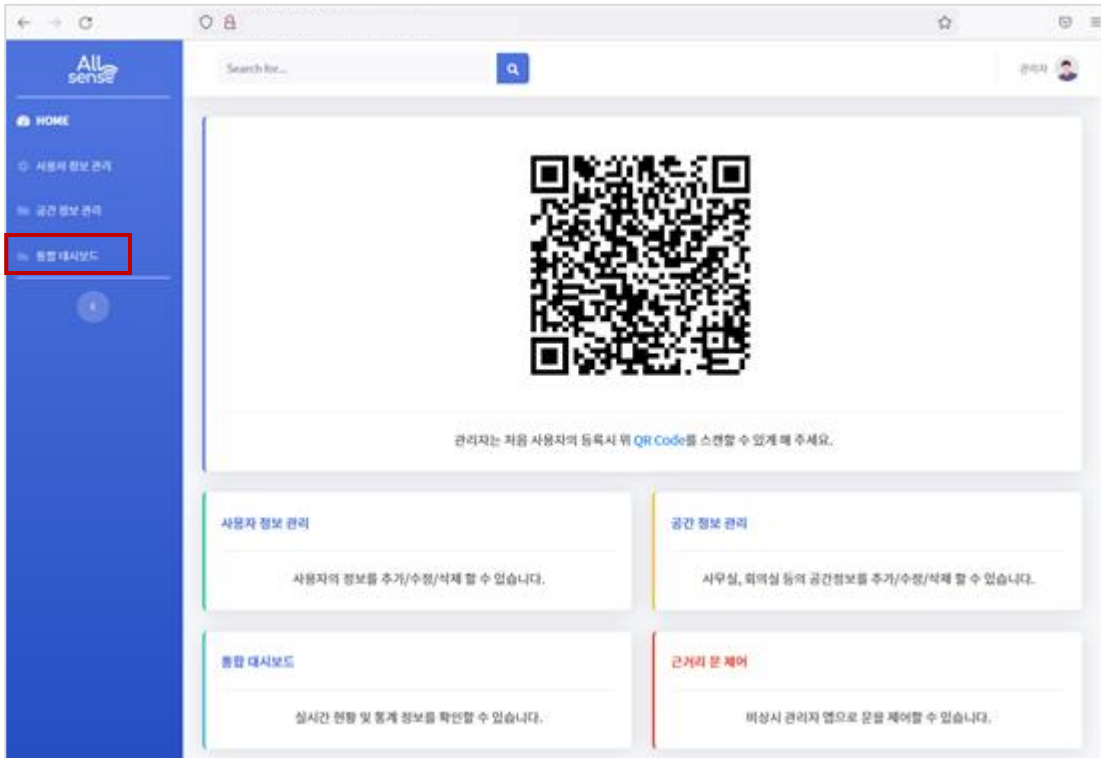 All
sense
Search for...
관리자
HOME
사용자 정보 관리
공간 정보 관리
통합 대시보드
관리자는 처음 사용자의 등록시 위 QR Code를 스캔할 수 있게 해 주세요.
사용자 정보 관리
사용자의 정보를 추가/수정/삭제 할 수 있습니다.
공간 정보 관리
사무실, 회의실 등의 공간정보를 추가/수정/삭제 할 수 있습니다.
통합 대시보드
실시간 현황 및 통계 정보를 확인할 수 있습니다.
근거리 문 제어
비상시 관리자 앱으로 문을 제어할 수 있습니다.